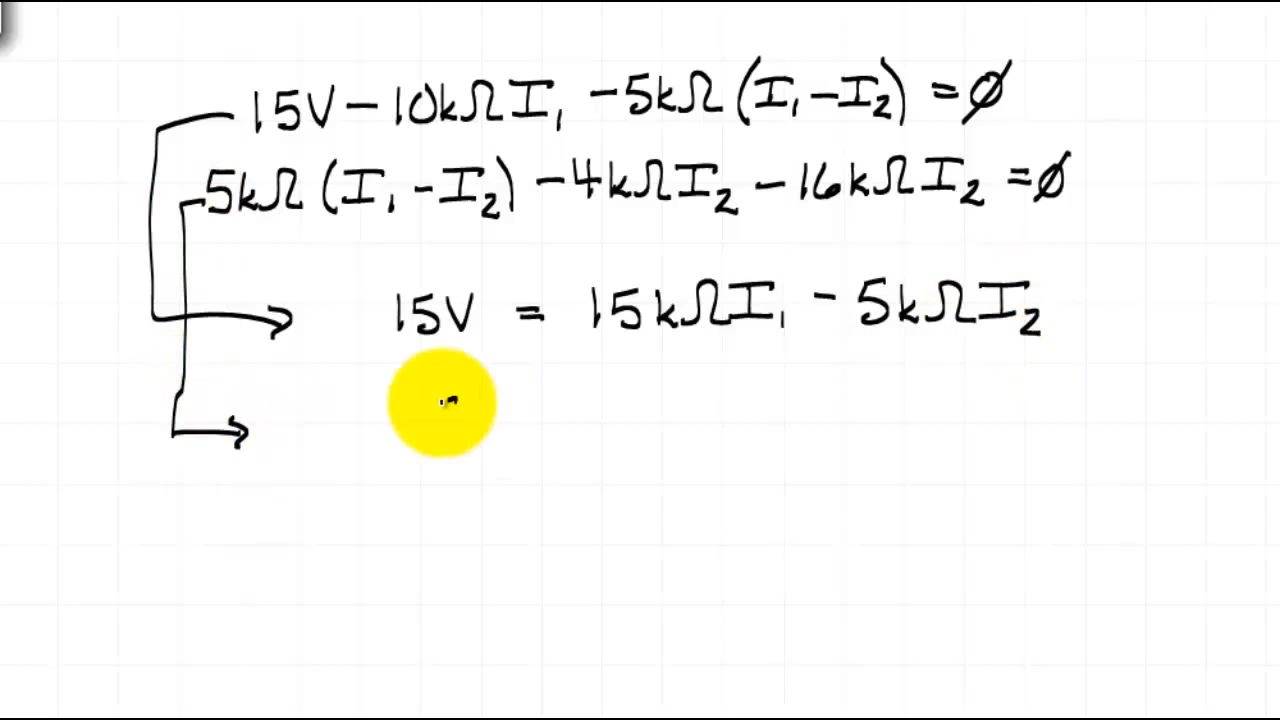 15V - 10kΩ I₁ - 5kΩ (I₁ - I₂) = ∅
5kΩ (I₁ - I₂) - 4kΩ I₂ - 16kΩ I₂ = ∅
15V = 15kΩ I₁ - 5kΩ I₂